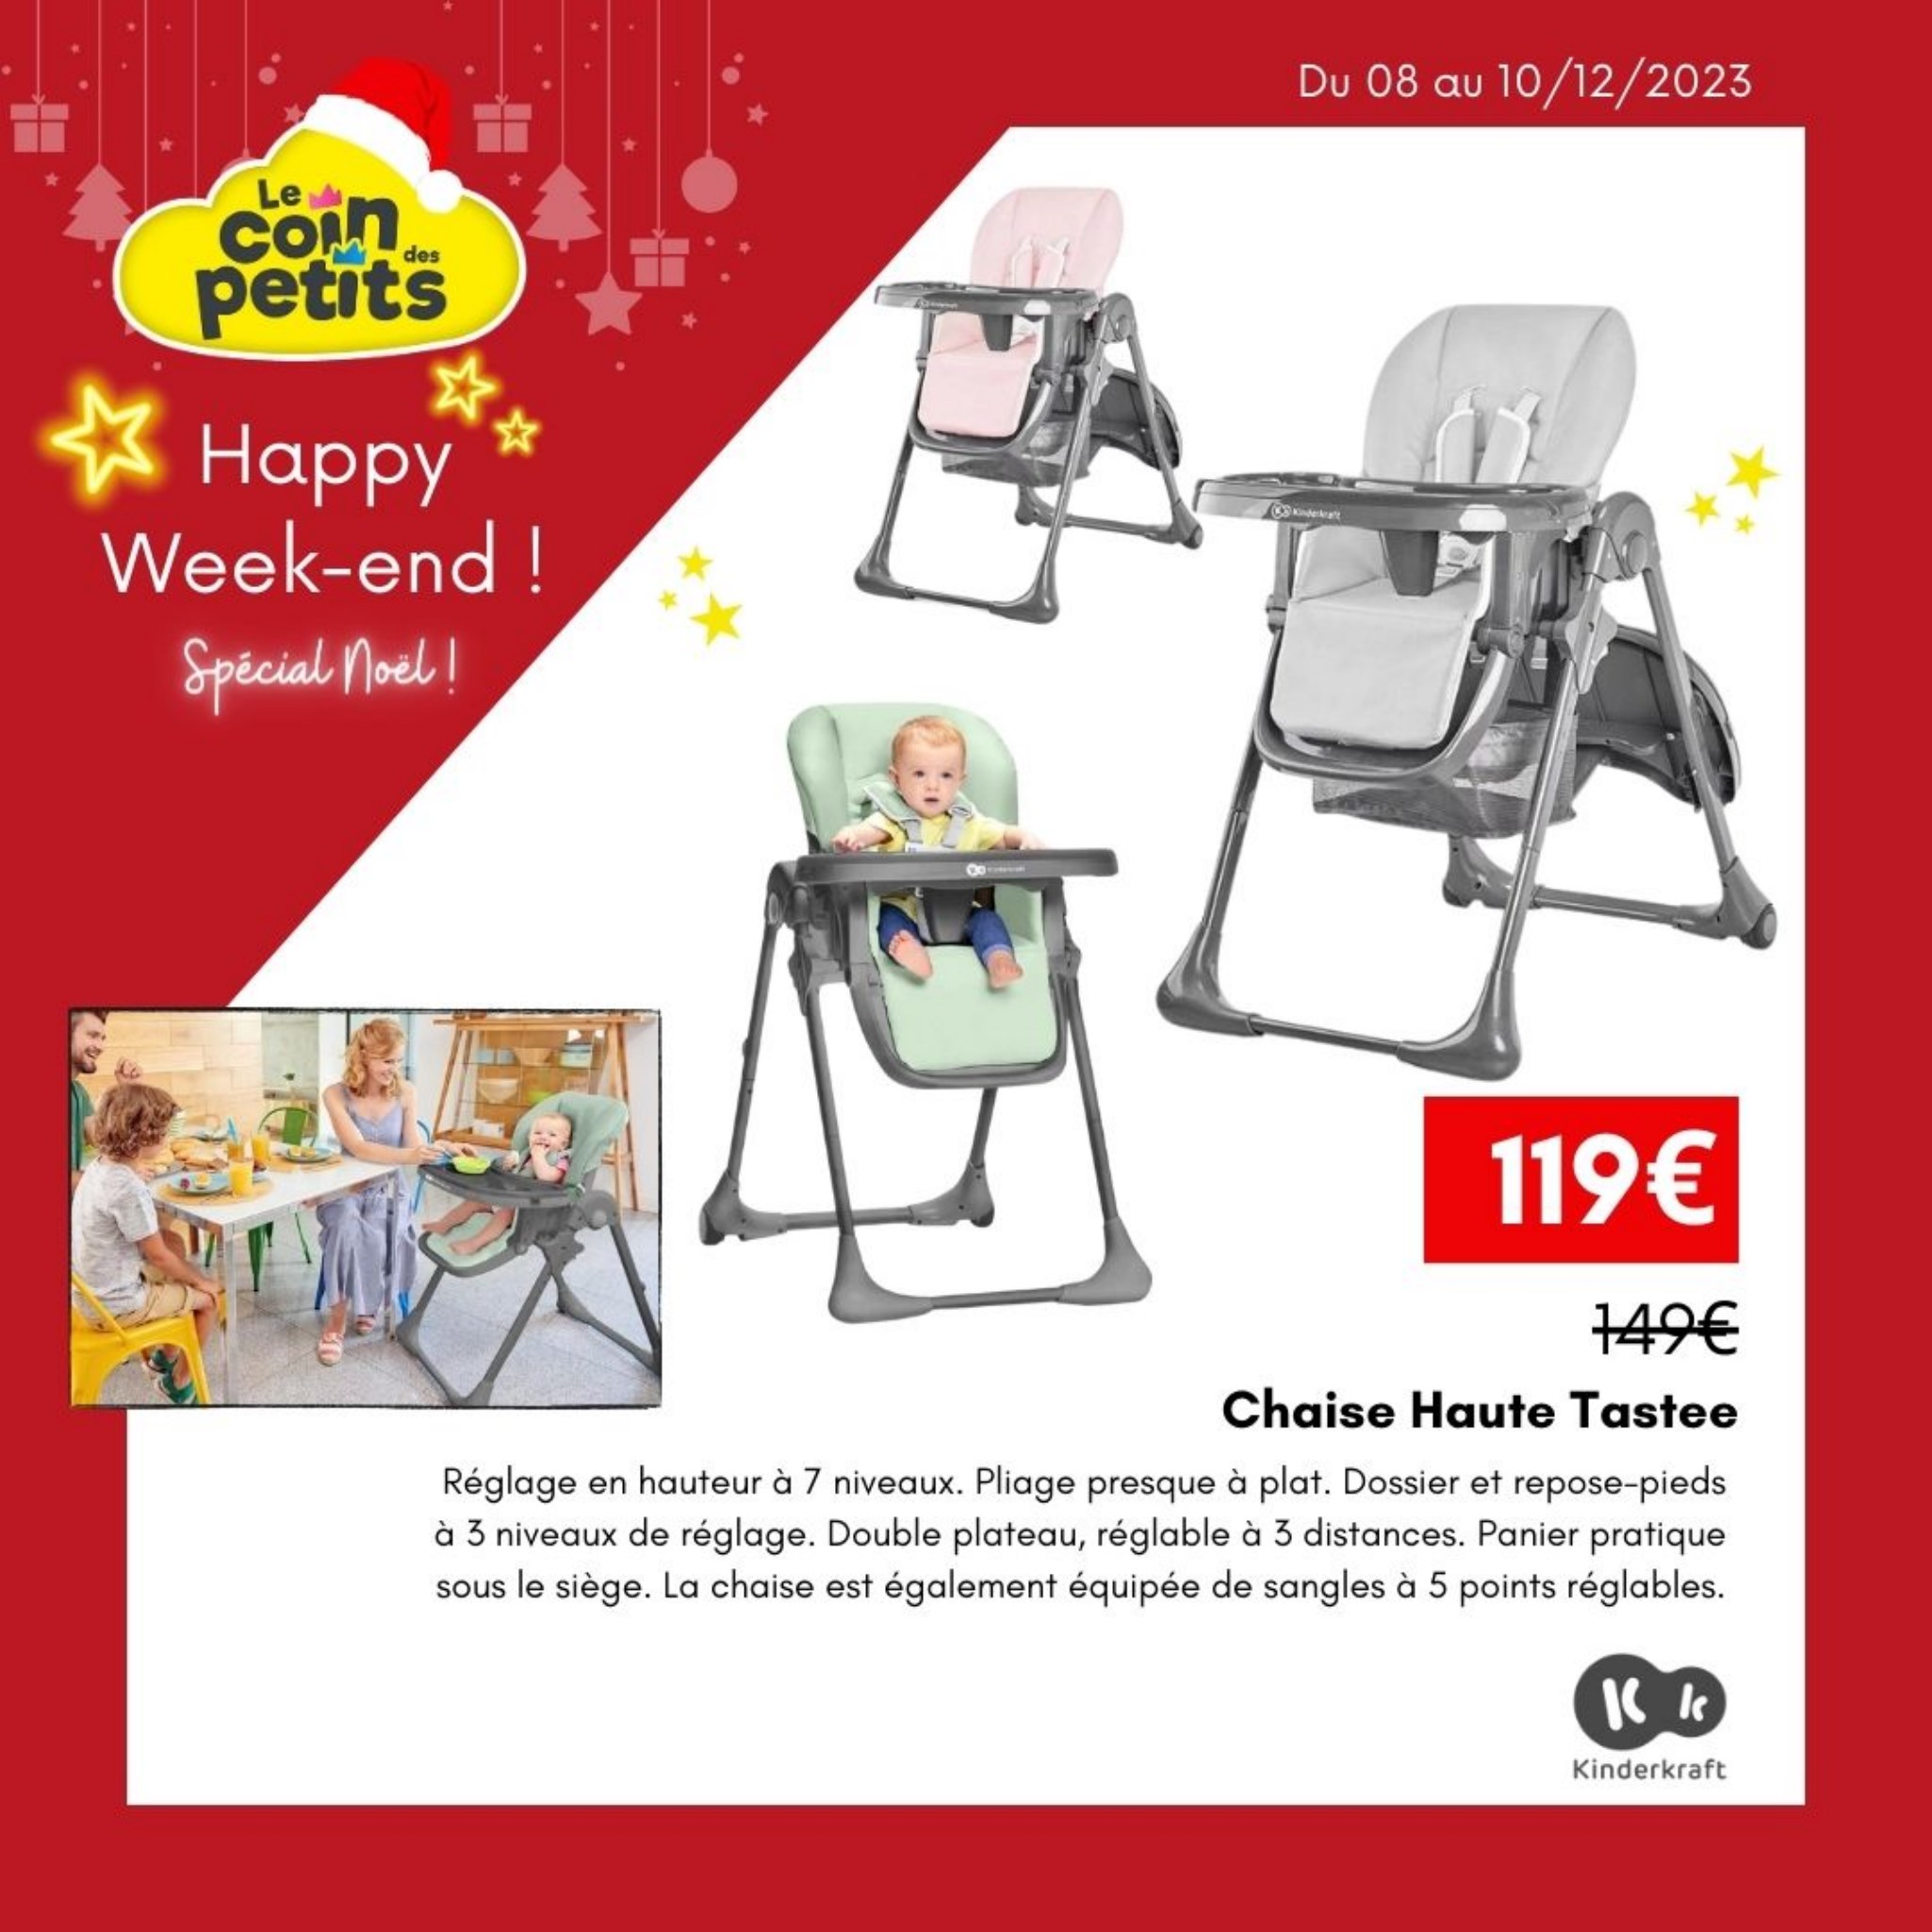 Du 08 au 10/12/2023
Le
coin
des
petits
Happy
Week-end !
Spécial Noël !
Kinderkraft
119€
149€
Chaise Haute Tastee
Réglage en hauteur à 7 niveaux. Pliage presque à plat. Dossier et repose-pieds
à 3 niveaux de réglage. Double plateau, réglable à 3 distances. Panier pratique
sous le siège. La chaise est également équipée de sangles à 5 points réglables.
K k
Kinderkraft